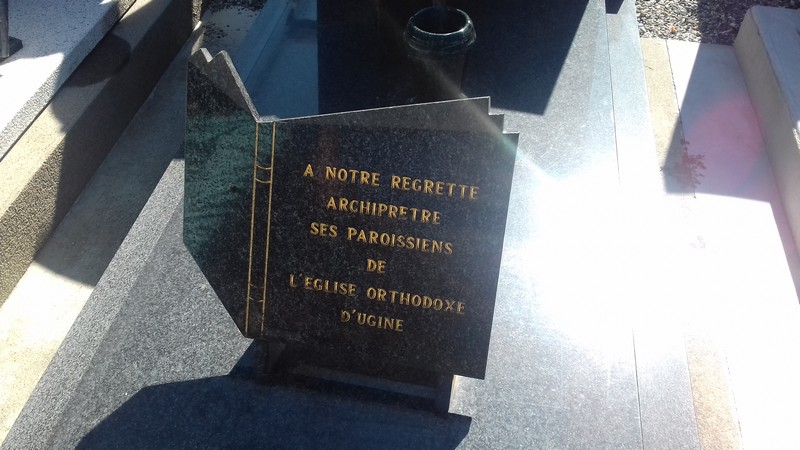 A NOTRE REGRETTE
ARCHIPRETRE
SES PAROISSIENS
DE
L'EGLISE ORTHODOXE
D'UGINE